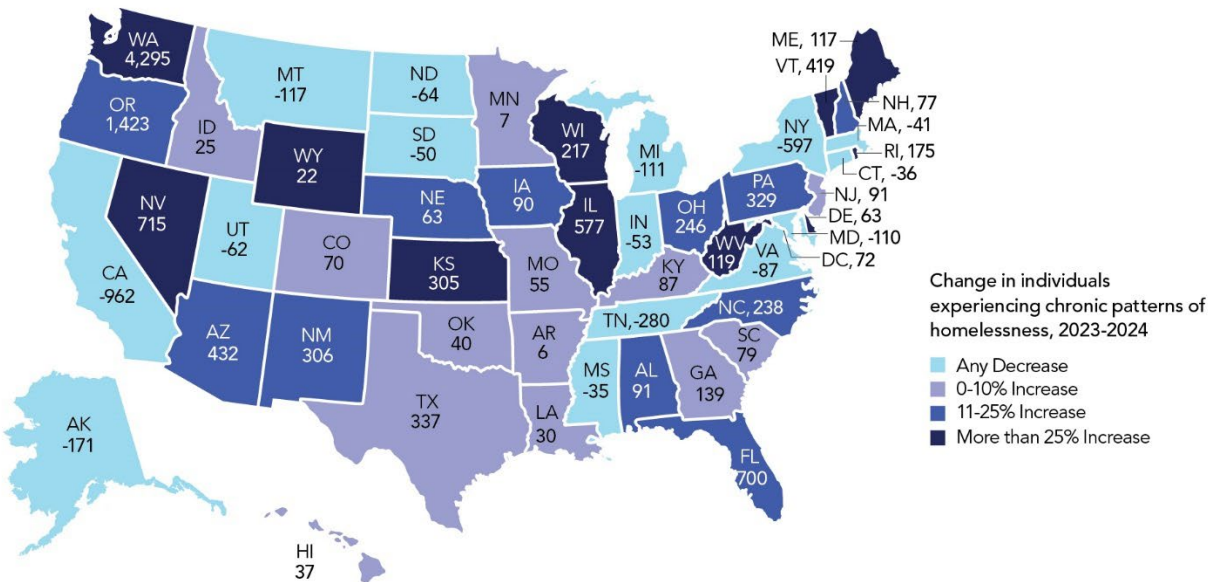 WA
4,295
OR
1,423
ID
25
MT
-117
ND
-64
MN
7
SD
-50
WY
22
NV
715
UT
-62
CA
-962
CO
70
NE
63
IA
90
WI
217
MI
-111
IL
577
IN
-53
OH
246
PA
329
NY
-597
ME, 117
VT, 419
NH, 77
MA, -41
RI, 175
CT, -36
NJ, 91
DE, 63
MD, -110
DC, 72
WV
119
VA
-87
KY
87
KS
305
MO
55
AZ
432
NM
306
OK
40
AR
6
TN, -280
NC, 238
SC
79
MS
-35
AL
91
GA
139
TX
337
LA
30
FL
700
AK
-171
HI
37
Change in individuals
experiencing chronic patterns of
homelessness, 2023-2024
Any Decrease
0-10% Increase
11-25% Increase
More than 25% Increase